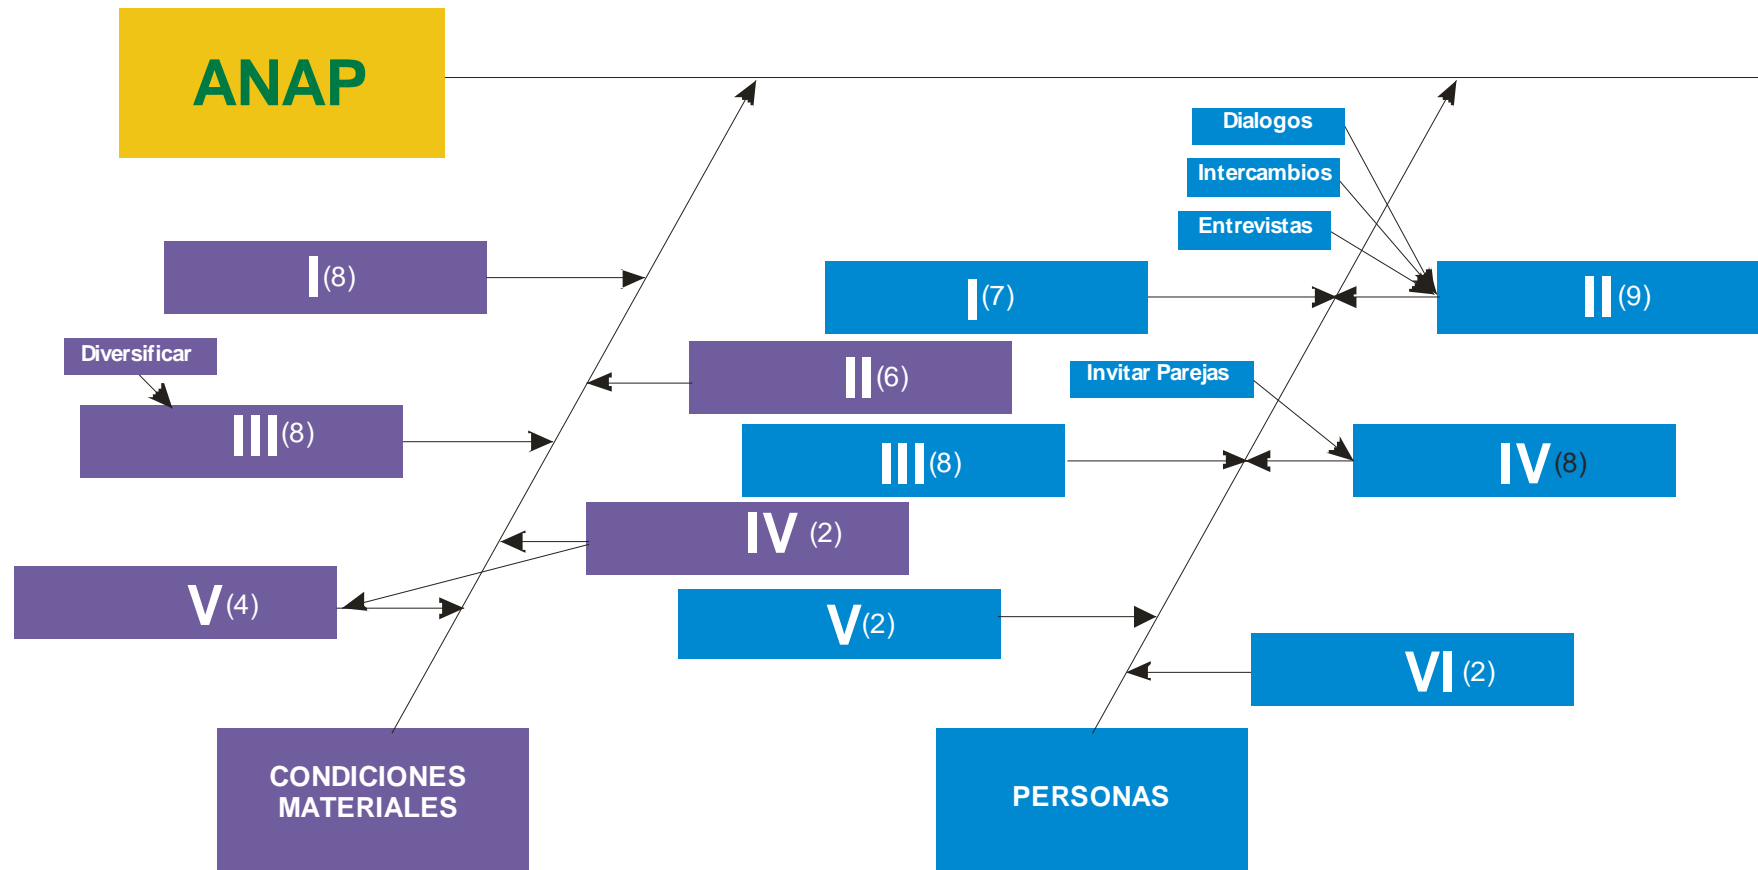 ANAP
Dialogos
Intercambios
Entrevistas
I (8)
I (7)
II (9)
Diversificar
II (6)
Invitar Parejas
III (8)
III (8)
IV (8)
IV (2)
V (4)
V (2)
VI (2)
CONDICIONES
MATERIALES
PERSONAS